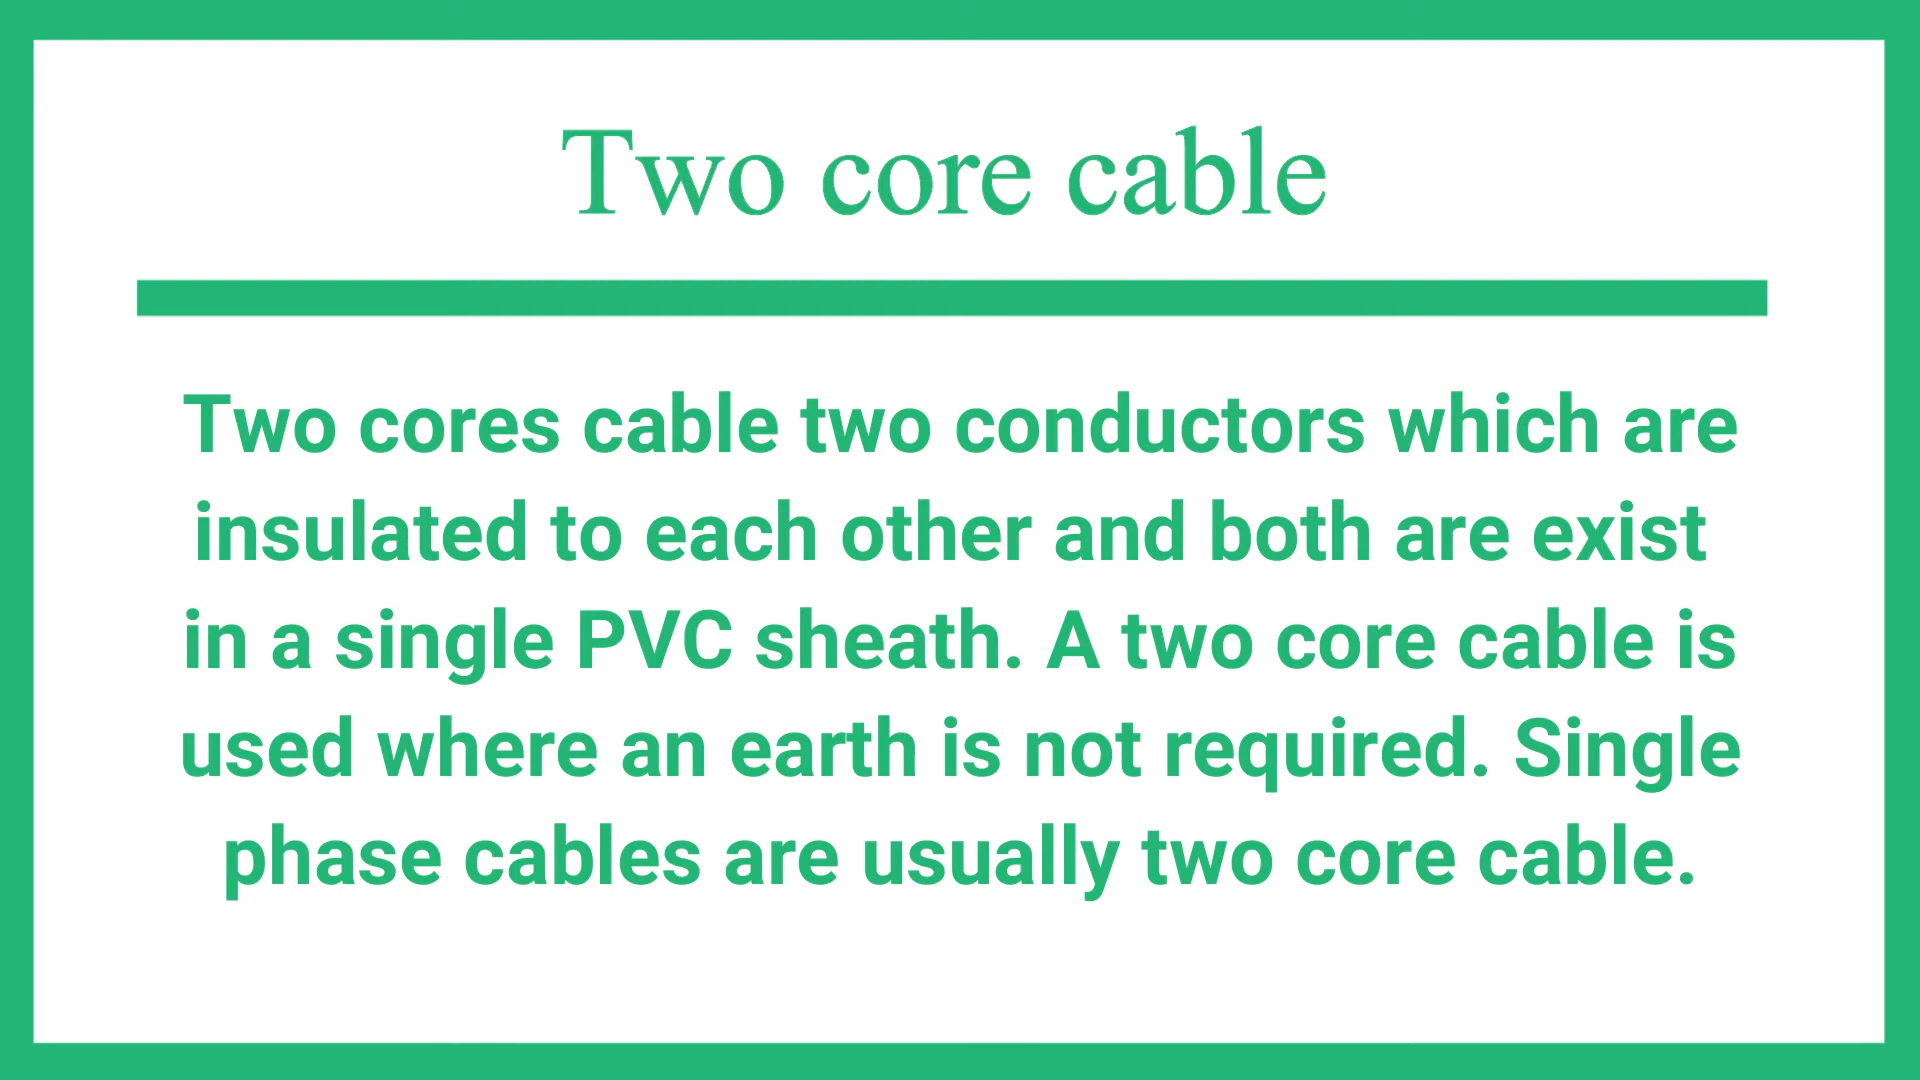 Two core cable
Two cores cable two conductors which are
insulated to each other and both are exist
in a single PVC sheath. A two core cable is
used where an earth is not required. Single
phase cables are usually two core cable.